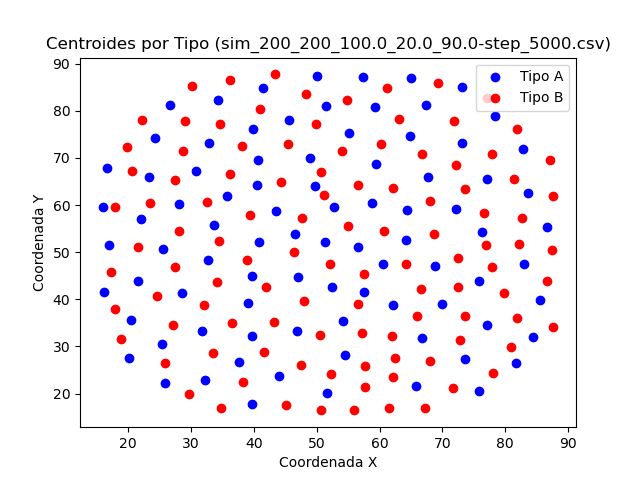 Centroides por Tipo (sim_200_200_100.0_20.0_90.0-step_5000.csv)
Tipo A
Tipo B
90
80
70
60
50
40
30
20
Coordenada Y
20 30 40 50 60 70 80 90
Coordenada X